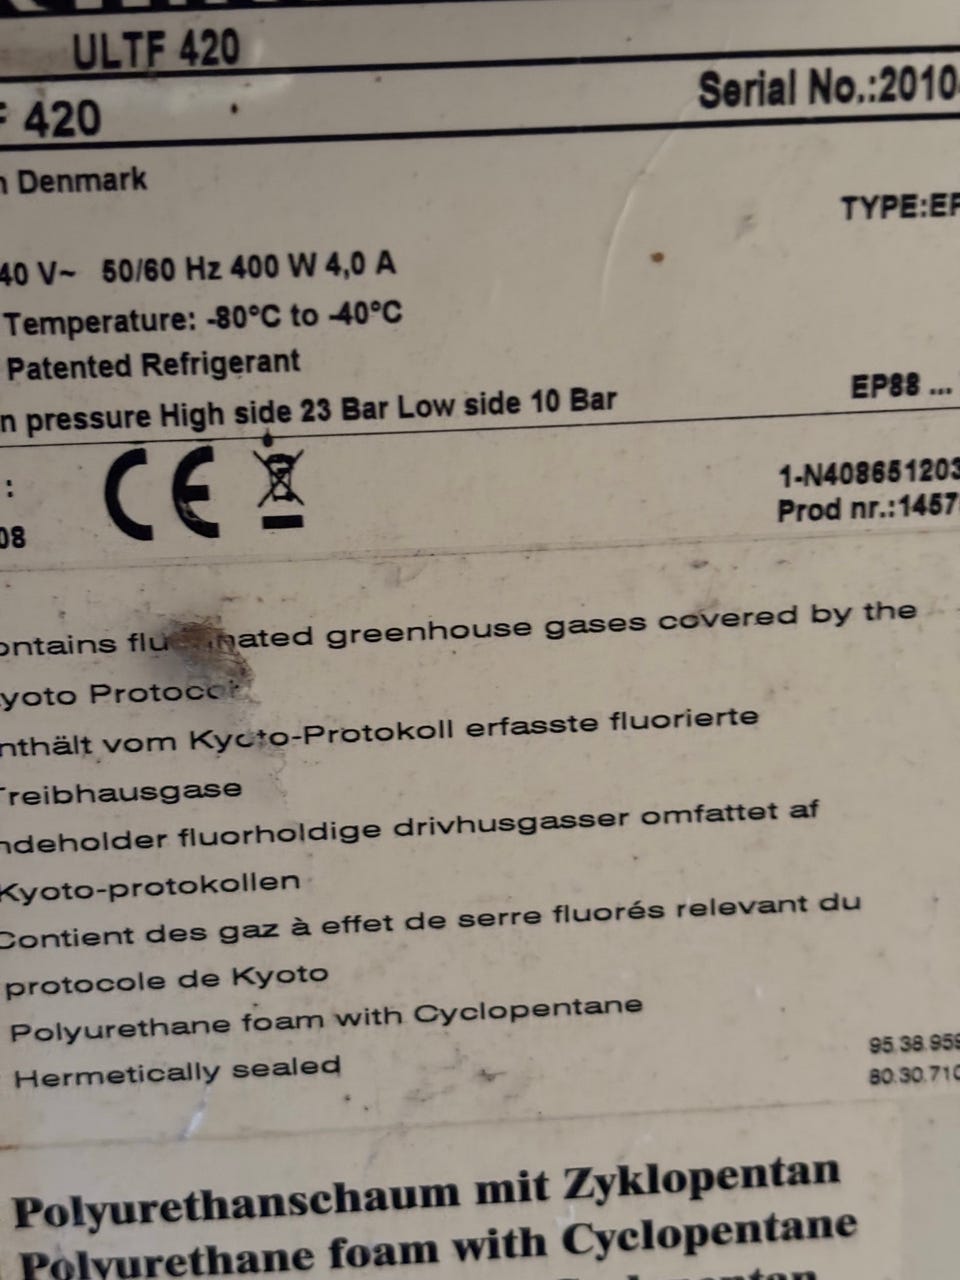 ULTF 420
F 420
Serial No.:2010
n Denmark
TYPE:EP
40 V~ 50/60 Hz 400 W 4,0 A
Temperature: -80°C to -40°C
Patented Refrigerant
n pressure High side 23 Bar Low side 10 Bar
EP88 ...
:
08
CE
1-N408651203
Prod nr.:1457
ontains flu nated greenhouse gases covered by the
yoto Protoco
nthält vom Kyoto-Protokoll erfasste fluorierte
Treibhausgase
ndeholder fluorholdige drivhusgasser omfattet af
Kyoto-protokollen
Contient des gaz à effet de serre fluorés relevant du
protocole de Kyoto
Polyurethane foam with Cyclopentane
Hermetically sealed
95.38.959
80.30.710
Polyurethanschaum mit Zyklopentan
Polyurethane foam with Cyclopentane